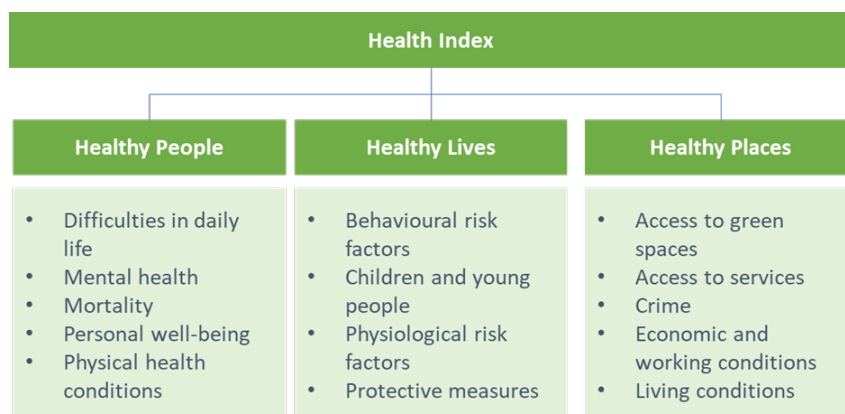 Health Index
Healthy People
Healthy Lives
Healthy Places
• Difficulties in daily
life
• Mental health
• Mortality
• Personal well-being
• Physical health
conditions
• Behavioural risk
factors
• Children and young
people
• Physiological risk
factors
• Protective measures
• Access to green
spaces
• Access to services
• Crime
• Economic and
working conditions
• Living conditions